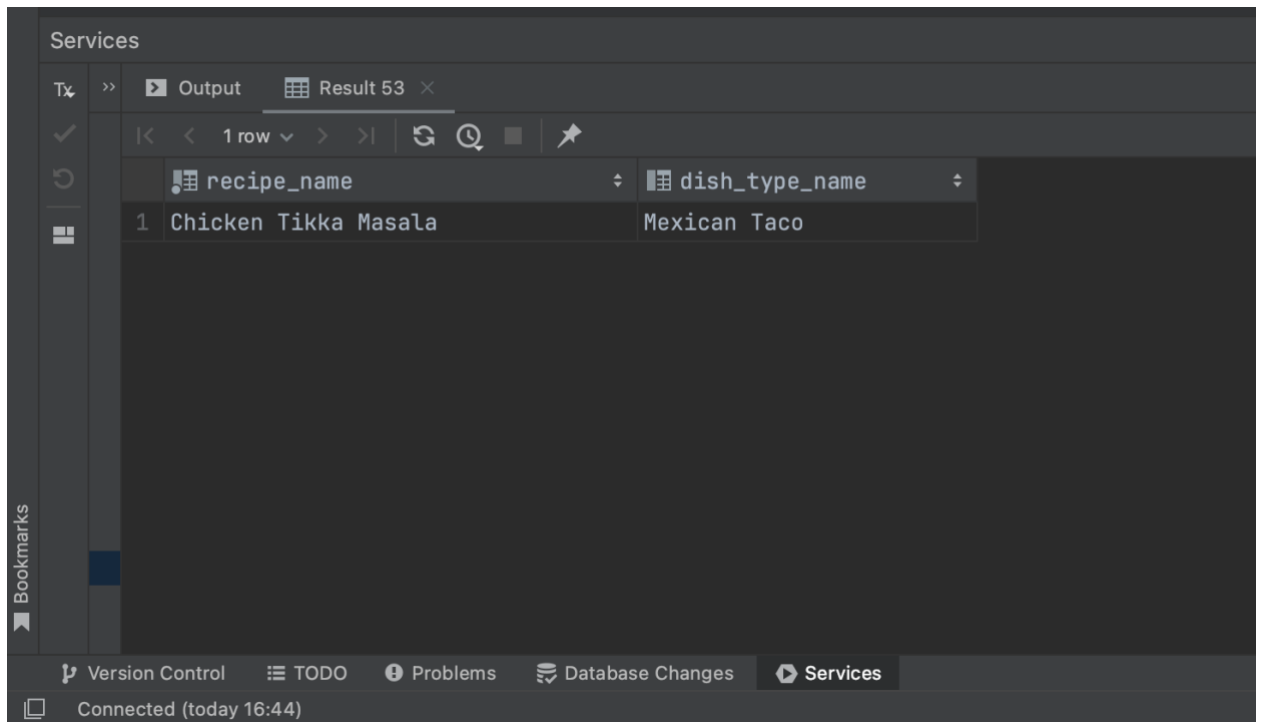 Services
Tx
Output
Result 53
1 row
recipe_name
dish_type_name
1 Chicken Tikka Masala Mexican Taco
Bookmarks
Version Control
TODO
Problems
Database Changes
Services
Connected (today 16:44)